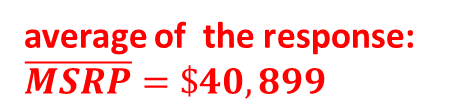 average of the response:
MSRP = $40,899